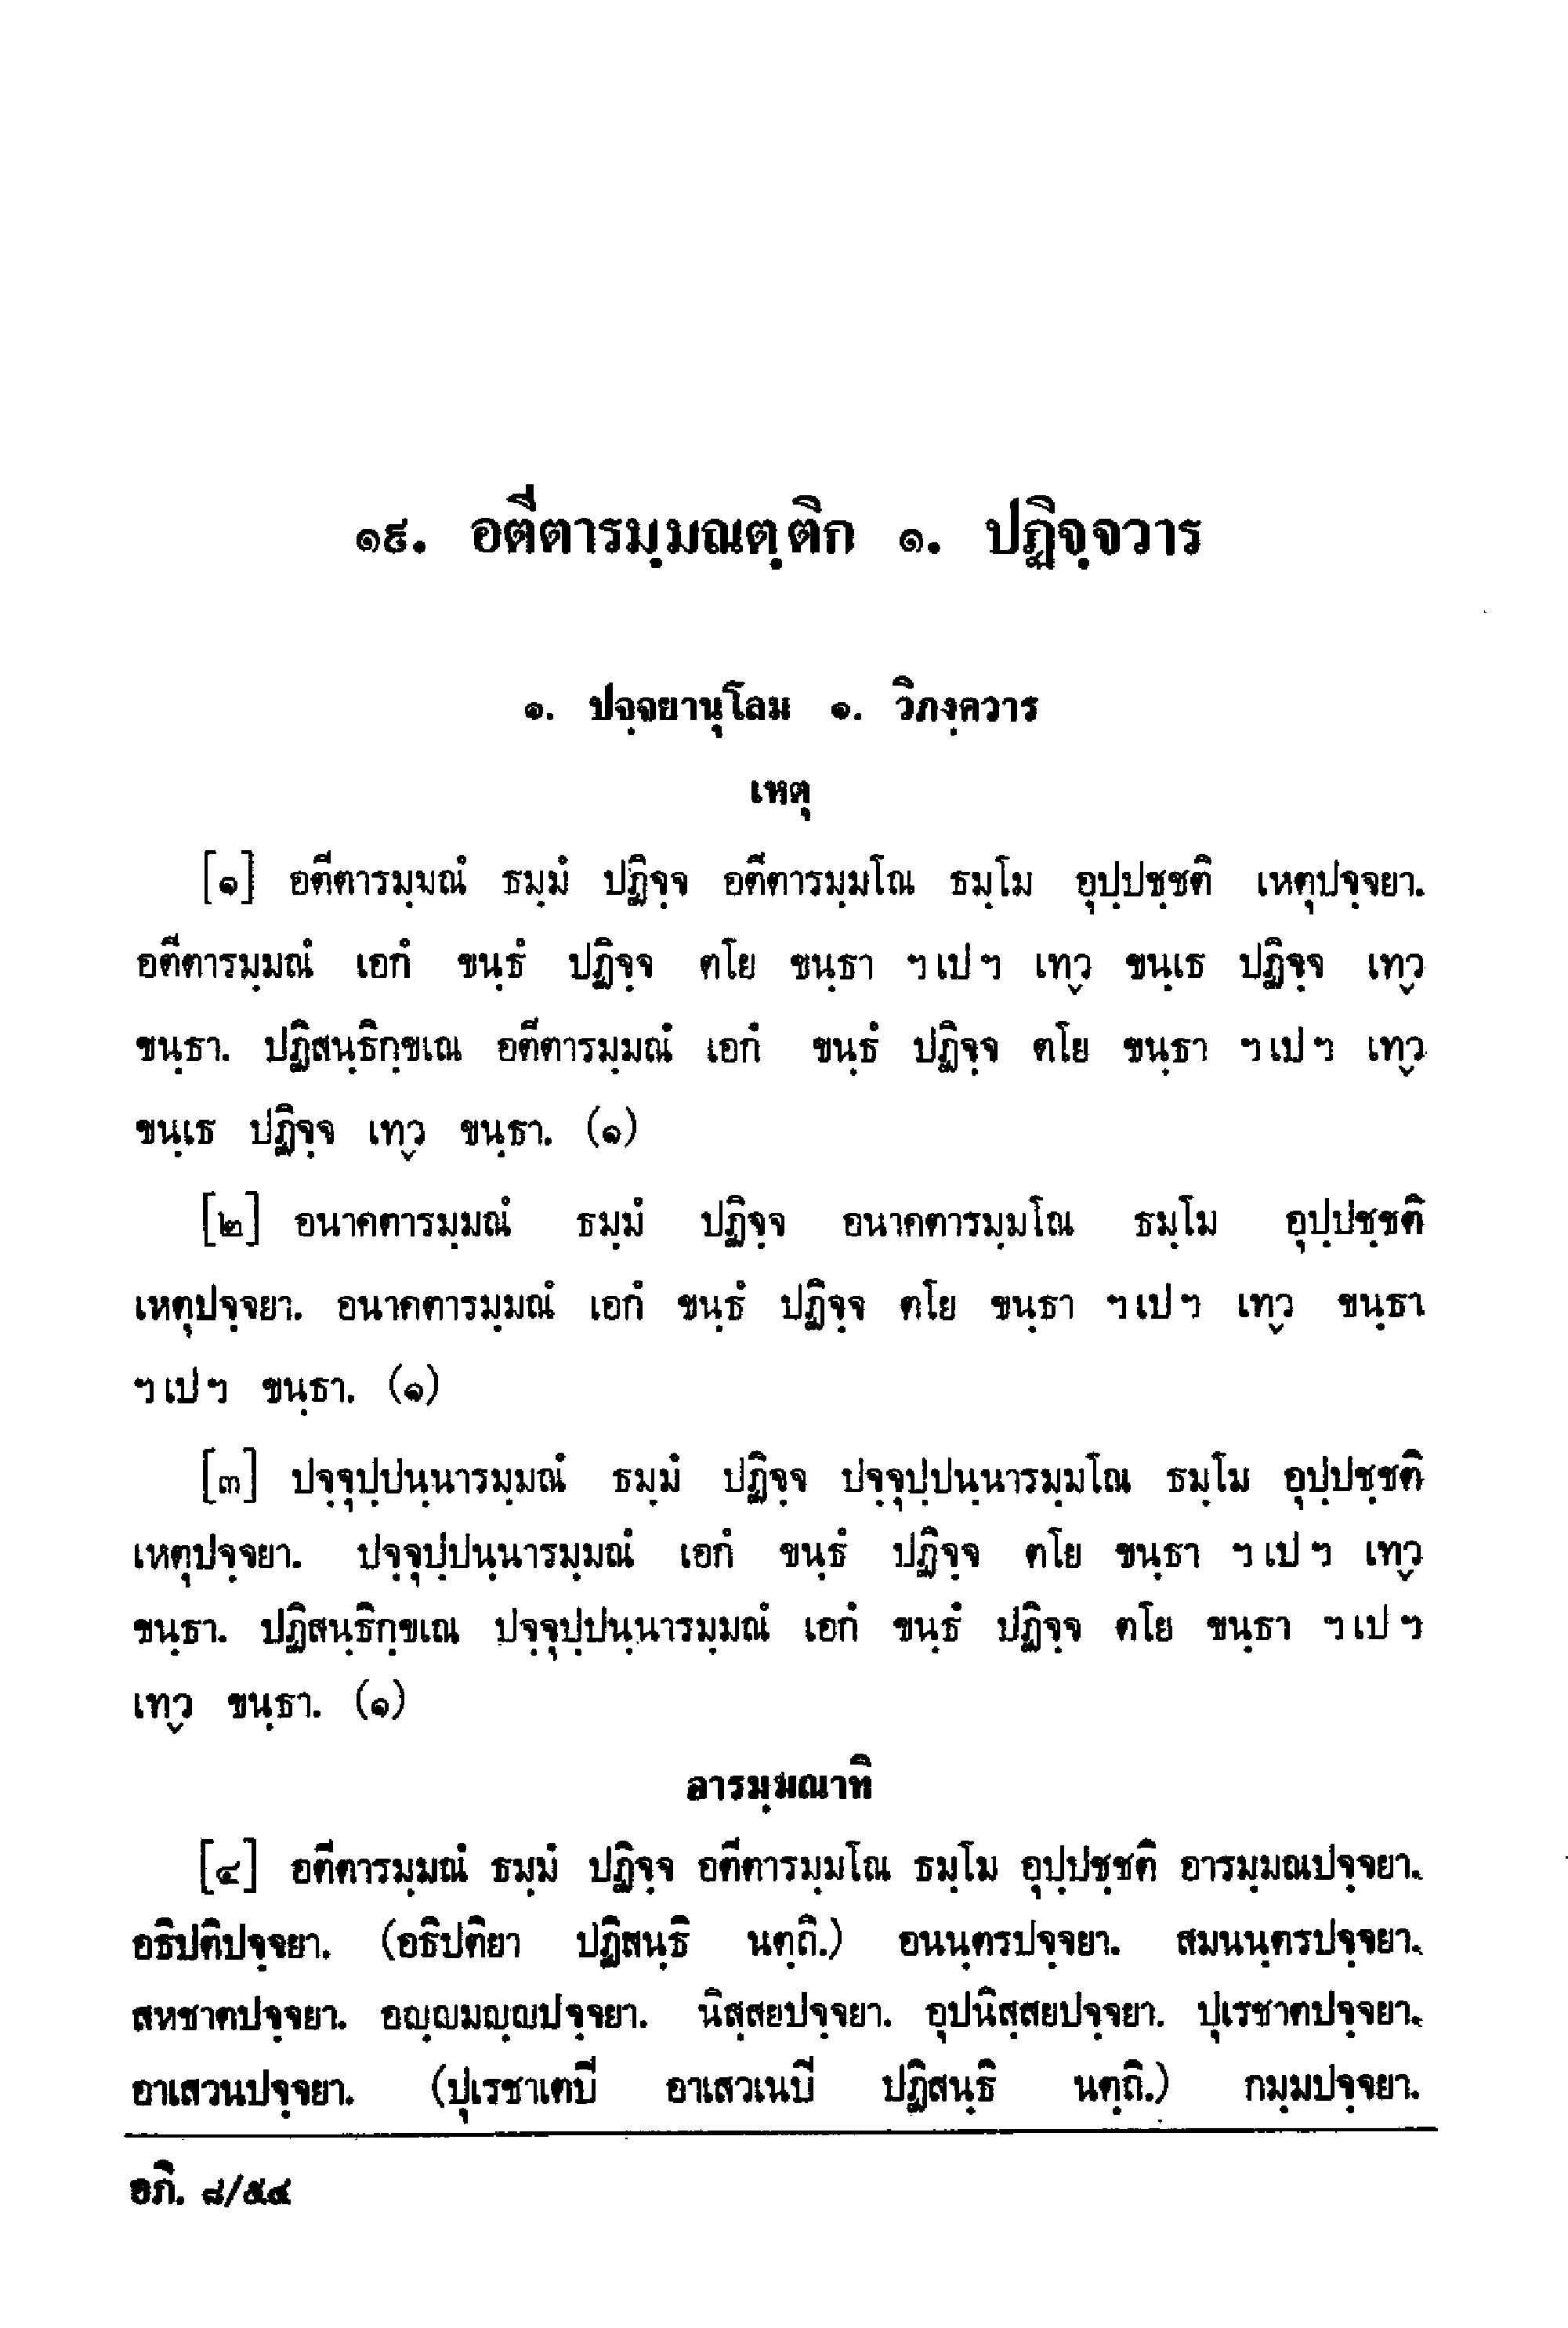 ๑๙. อตีตารมฺมณตฺติก ๑. ปฏิจฺจวาร
๑. ปจฺจยานุโลม ๑. วิภงฺควาร
เหตุ
[๑] อตีตารมฺมณํ ธมฺมํ ปฏิจฺจ อตีตารมฺมโณ ธมฺโม อุปฺปชฺชติ เหตุปจฺจยา.
อตีตารมฺมณํ เอกํ ขนฺธํ ปฏิจฺจ ตโย ขนฺธา ฯ เป ฯ เทฺว ขนฺเธ ปฏิจฺจ เทฺว
ขนฺธา. ปฏิสนฺธิกฺขเณ อตีตารมฺมณํ เอกํ ขนฺธํ ปฏิจฺจ ตโย ขนฺธา ฯ เป ฯ เทฺว
ขนฺเธ ปฏิจฺจ เทฺว ขนฺธา. (๑)
[๒] อนาคตารมฺมณํ ธมฺมํ ปฏิจฺจ อนาคตารมฺมโณ ธมฺโม อุปฺปชฺชติ
เหตุปจฺจยา. อนาคตารมฺมณํ เอกํ ขนฺธํ ปฏิจฺจ ตโย ขนฺธา ฯ เป ฯ เทฺว ขนฺธา
ฯ เป ฯ ขนฺธา. (๑)
[๓] ปจฺจุปฺปนฺนารมฺมณํ ธมฺมํ ปฏิจฺจ ปจฺจุปฺปนฺนารมฺมโณ ธมฺโม อุปฺปชฺชติ
เหตุปจฺจยา. ปจฺจุปฺปนฺนารมฺมณํ เอกํ ขนฺธํ ปฏิจฺจ ตโย ขนฺธา ฯ เป ฯ เทฺว
ขนฺธา. ปฏิสนฺธิกฺขเณ ปจฺจุปฺปนฺนารมฺมณํ เอกํ ขนฺธํ ปฏิจฺจ ตโย ขนฺธา ฯ เป ฯ
เทฺว ขนฺธา. (๑)
อารมฺมณาทิ
[๔] อตีตารมฺมณํ ธมฺมํ ปฏิจฺจ อตีตารมฺมโณ ธมฺโม อุปฺปชฺชติ อารมฺมณปจฺจยา.
อธิปติปจฺจยา. (อธิปติยา ปฏิสนฺธิ นตฺถิ.) อนนฺตรปจฺจยา. สมนนฺตรปจฺจยา.
สหชาตปจฺจยา. อญฺญมญฺญปจฺจยา. นิสฺสยปจฺจยา. อุปนิสฺสยปจฺจยา. ปุเรชาตปจฺจยา.
อาเสวนปจฺจยา. (ปุเรชาเตปี อาเสวเนปี ปฏิสนฺธิ นตฺถิ.) กมฺมปจฺจยา.
อภิ. ๘/๕๔